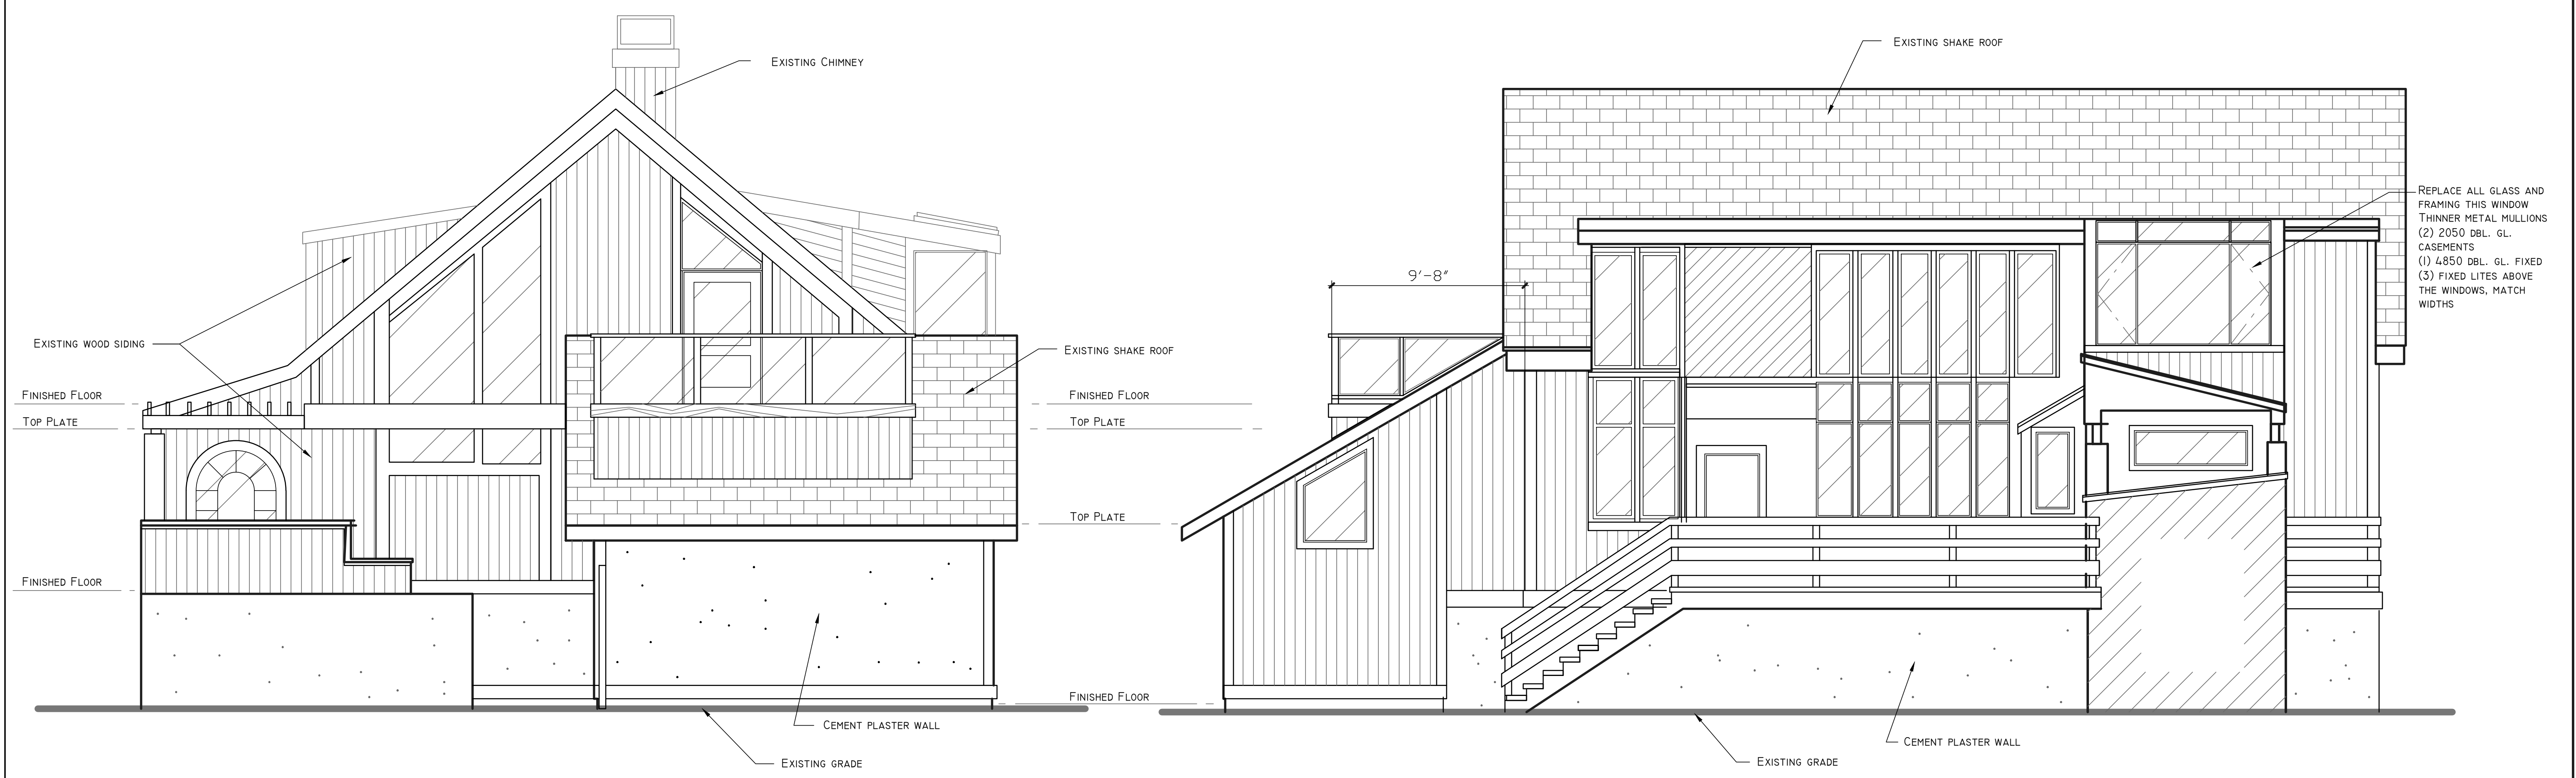 Existing Chimney
Existing wood siding
Finished Floor
Top Plate
Finished Floor
Existing shake roof
Finished Floor
Top Plate
Top Plate
Finished Floor
Cement plaster wall
Existing grade
Existing shake roof
9'-8"
Replace all glass and
framing this window
Thinner metal mullions
(2) 2050 dbl. gl.
casements
(1) 4850 dbl. gl. fixed
(3) fixed lites above
the windows, match
widths
Cement plaster wall
Existing grade